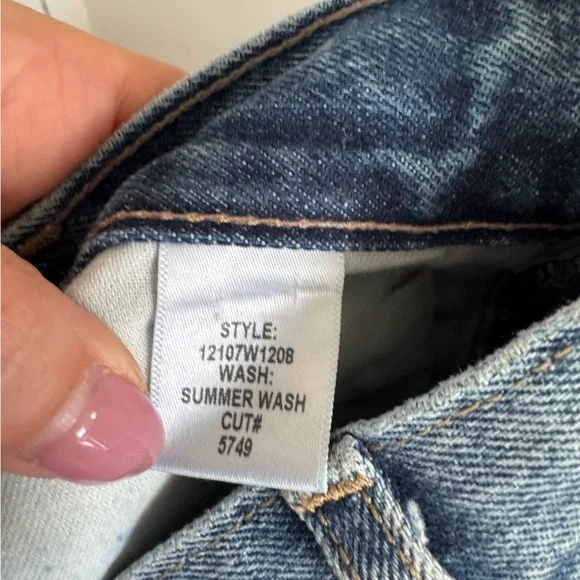 STYLE:
12107W1208
WASH:
SUMMER WASH
CUT#
5749